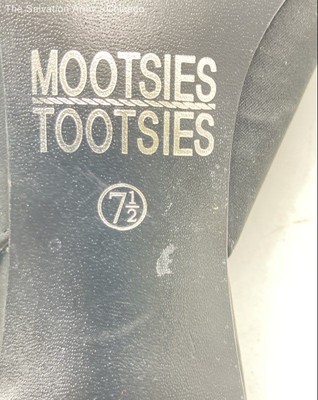 The Salvation Army - Chicago
MOOTSIES
TOOTSIES
7½